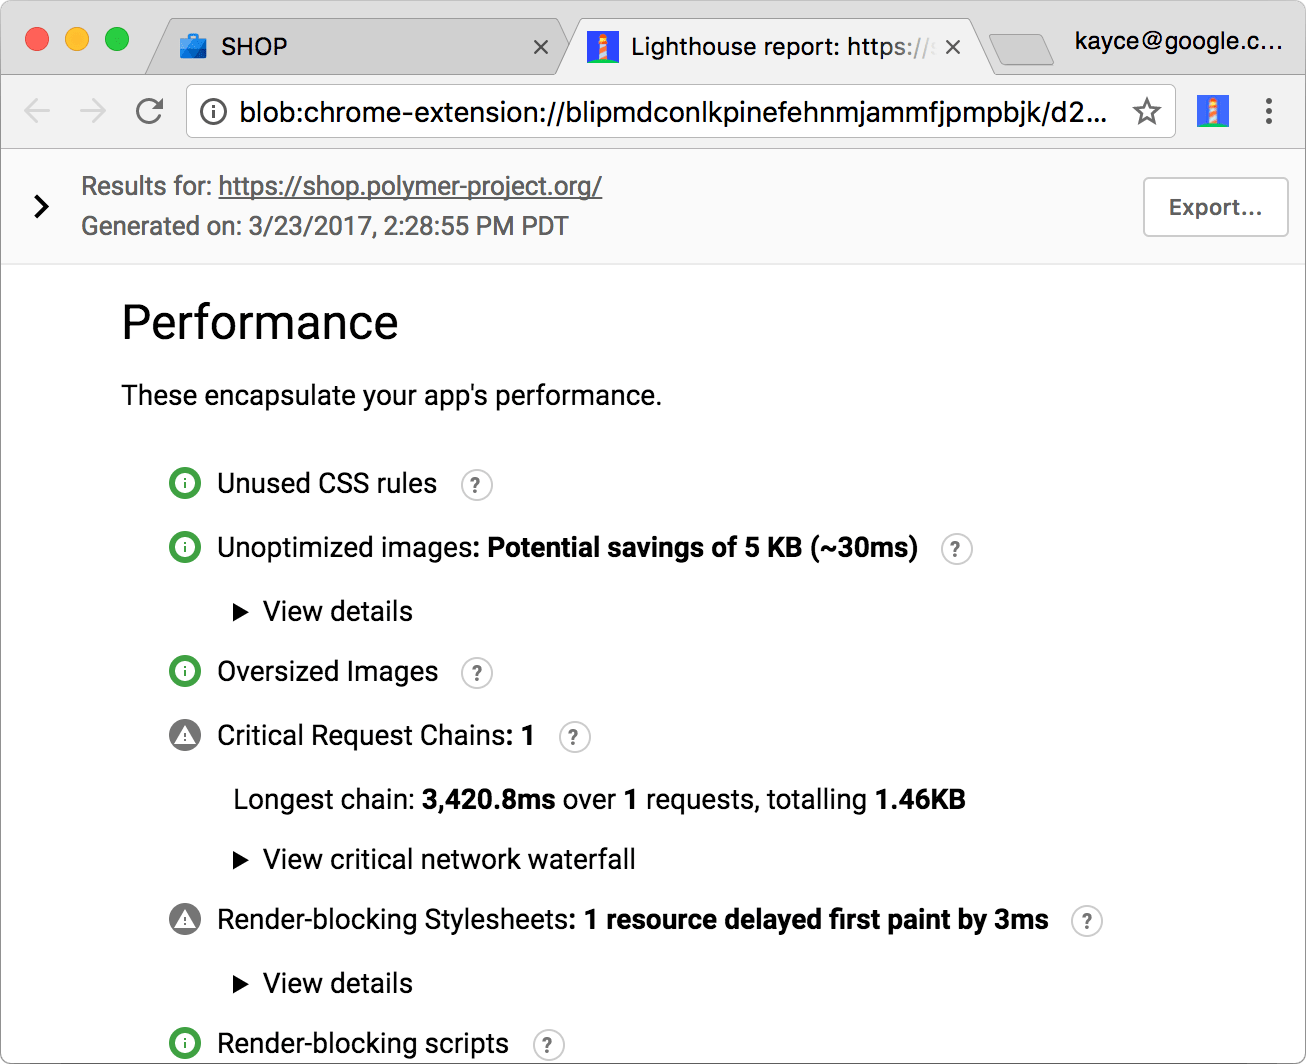 SHOP
Lighthouse report: https://
kayce@google.c...
blob:chrome-extension://blipmdconlkpinefehnmjammfjpmpbjk/d2...
Results for: https://shop.polymer-project.org/
Generated on: 3/23/2017, 2:28:55 PM PDT
Export...
Performance
These encapsulate your app's performance.
Unused CSS rules ?
Unoptimized images: Potential savings of 5 KB (~30ms) ?
View details
Oversized Images ?
Critical Request Chains: 1 ?
Longest chain: 3,420.8ms over 1 requests, totalling 1.46KB
View critical network waterfall
Render-blocking Stylesheets: 1 resource delayed first paint by 3ms ?
View details
Render-blocking scripts ?